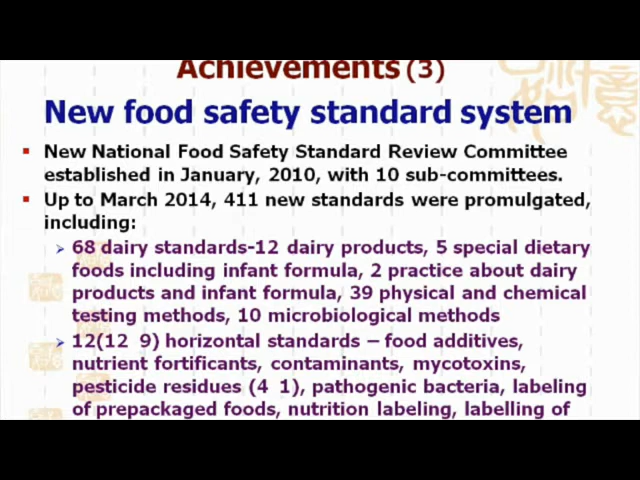 Achievements (3)
New food safety standard system
New National Food Safety Standard Review Committee
established in January, 2010, with 10 sub-committees.
Up to March 2014, 411 new standards were promulgated,
including:
68 dairy standards-12 dairy products, 5 special dietary
foods including infant formula, 2 practice about dairy
products and infant formula, 39 physical and chemical
testing methods, 10 microbiological methods
12(12 9) horizontal standards – food additives,
nutrient fortificants, contaminants, mycotoxins,
pesticide residues (4 1), pathogenic bacteria, labeling
of prepackaged foods, nutrition labeling, labelling of